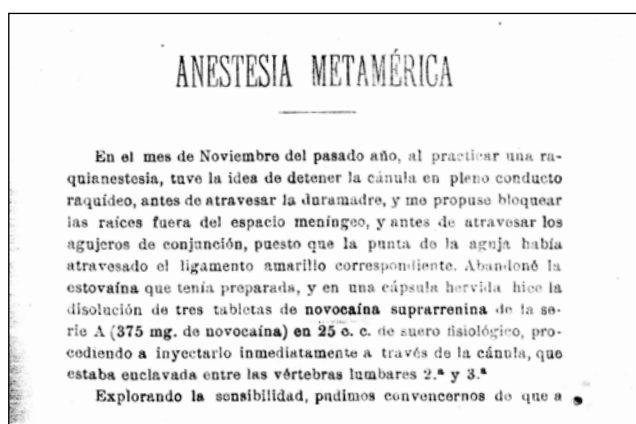 ANESTESIA METAMÉRICA
En el mes de Noviembre del pasado año, al practicar una ra-
quianestesia, tuve la idea de detener la cánula en pleno conducto
raquídeo, antes de atravesar la duramadre, y me propuse bloquear
las raíces fuera del espacio meníngeo, y antes de atravesar los
agujeros de conjunción, puesto que la punta de la aguja había
atravesado el ligamento amarillo correspondiente. Abandoné la
estovaína que tenía preparada, y en una cápsula hervida hice la
disolución de tres tabletas de novocaína suprarrenina de la se-
rie A (375 mg. de novocaína) en 25 c. c. de suero fisiológico, pro-
cediendo a inyectarlo inmediatamente a través de la cánula, que
estaba enclavada entre las vértebras lumbares 2.ª y 3.ª
Explorando la sensibilidad, pudimos convencernos de que a